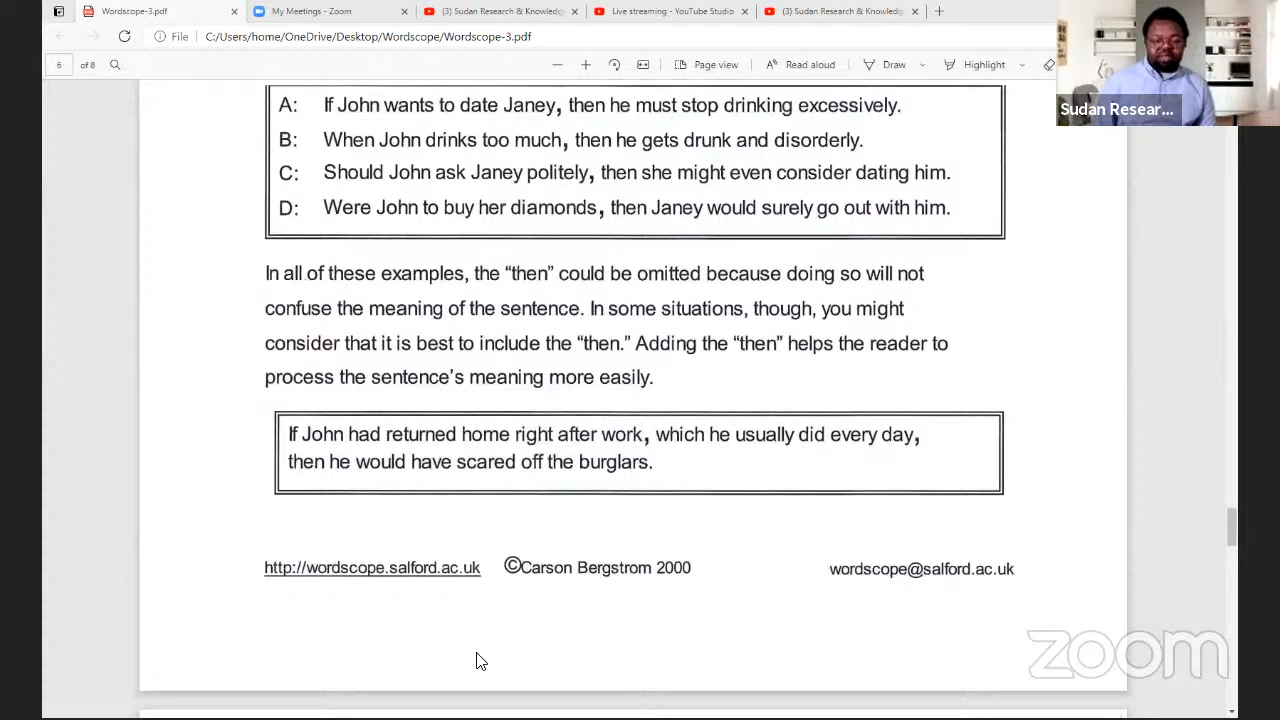 Wordscope-3.pdf
My Meetings - Zoom
(3) Sudan Research & Knowledg
Live streaming - YouTube Studio
(3) Sudan Research & Knowledg
File C:/Users/home/OneDrive/Desktop/Wordscope/Wordscope-3.pdf
6 of 8 Page view Read aloud Draw Highlight
Sudan Resear...
A: If John wants to date Janey, then he must stop drinking excessively.
B: When John drinks too much, then he gets drunk and disorderly.
C: Should John ask Janey politely, then she might even consider dating him.
D: Were John to buy her diamonds, then Janey would surely go out with him.
In all of these examples, the “then” could be omitted because doing so will not
confuse the meaning of the sentence. In some situations, though, you might
consider that it is best to include the “then.” Adding the “then” helps the reader to
process the sentence’s meaning more easily.
If John had returned home right after work, which he usually did every day,
then he would have scared off the burglars.
http://wordscope.salford.ac.uk ©Carson Bergstrom 2000 wordscope@salford.ac.uk
zoom